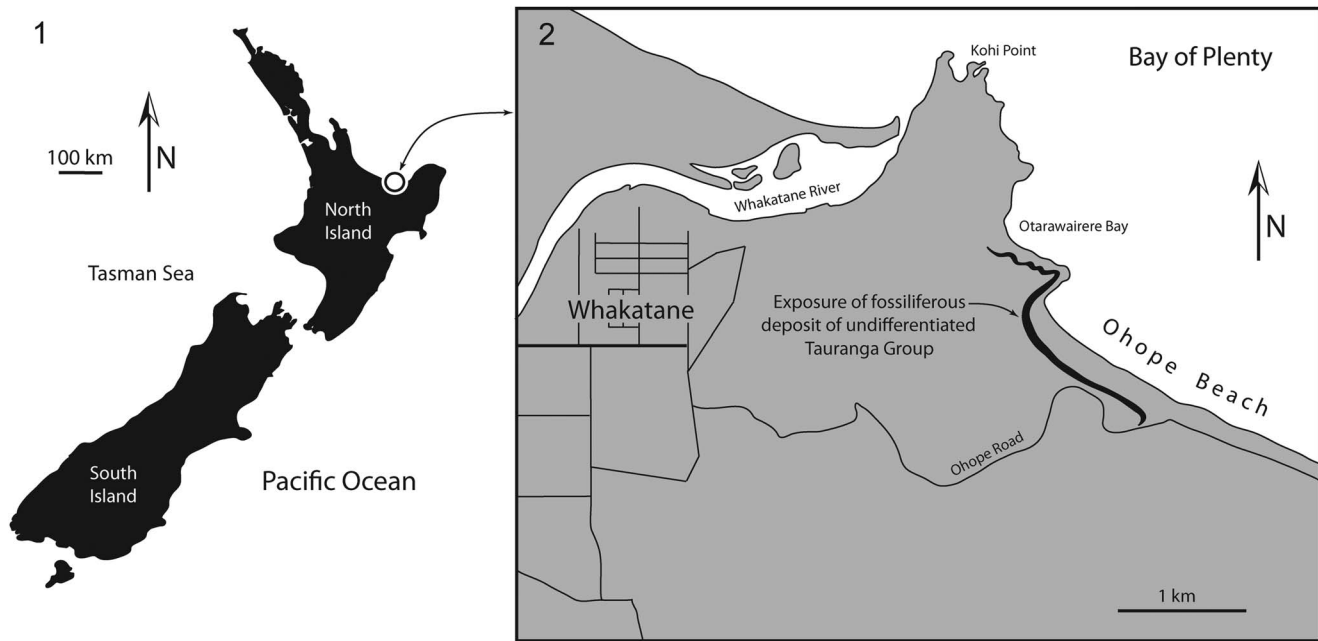 1
100 km
N
North
Island
Tasman Sea
South
Island
Pacific Ocean
2
Kohi Point
Bay of Plenty
Whakatane River
N
Otarawairere Bay
Whakatane
Exposure of fossiliferous
deposit of undifferentiated
Tauranga Group
Ohope Beach
Ohope Road
1 km